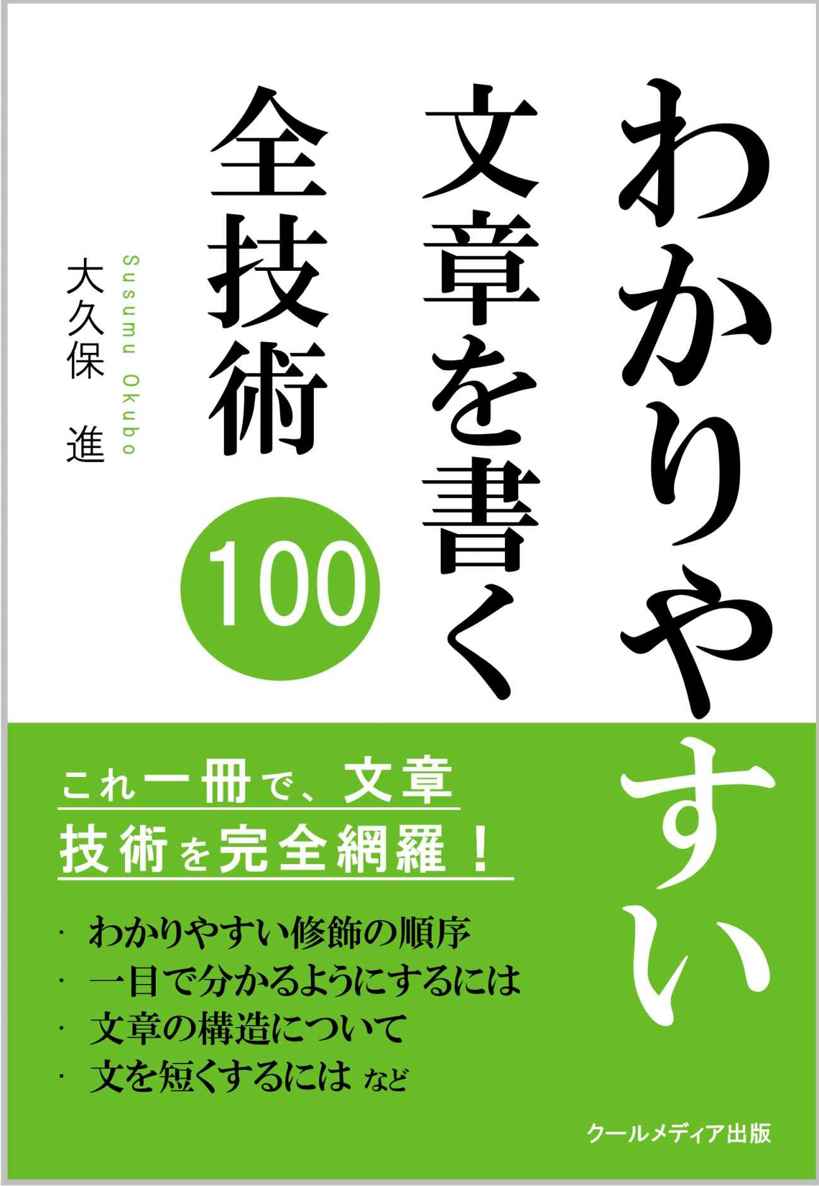 わかりやすい
文章を書く
全技術
100
Susumu Okubo
大久保 進
これ一冊で、文章
技術を完全網羅！
・ わかりやすい修飾の順序
・ 一目で分かるようにするには
・ 文章の構造について
・ 文を短くするには など
クールメディア出版